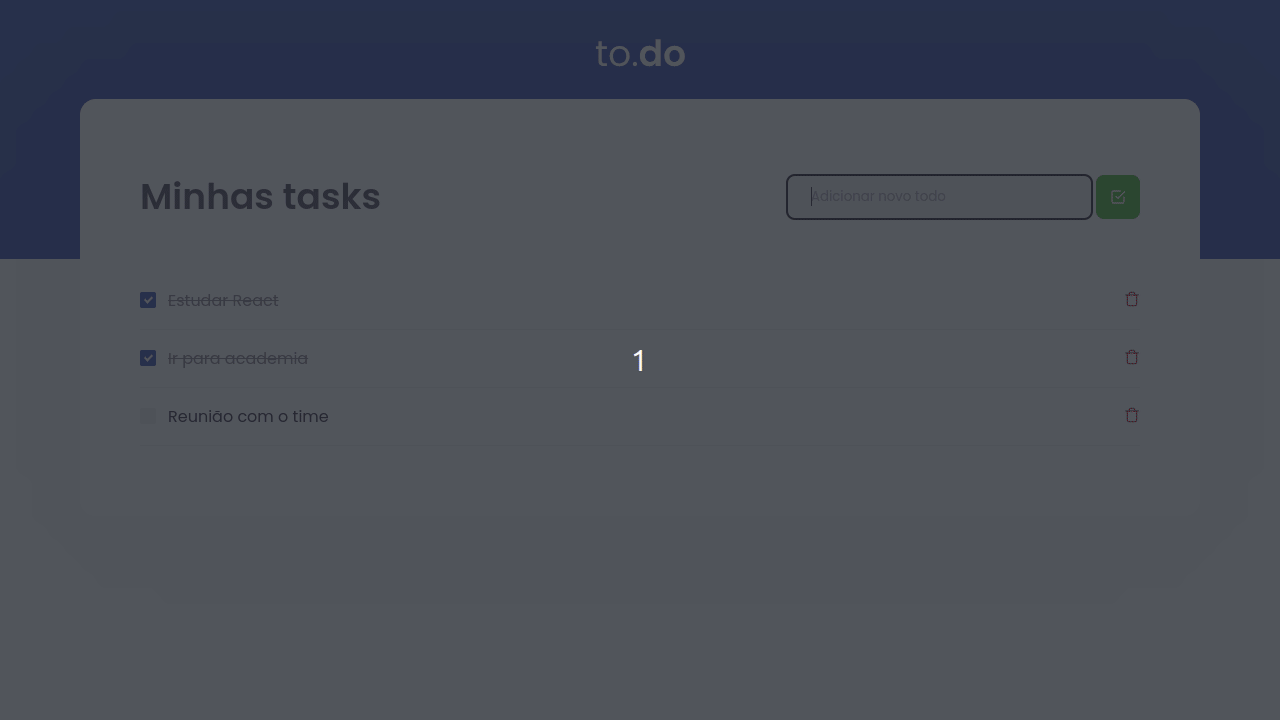 to.do
Minhas tasks
Adicionar novo todo
Estudar React
Ir para academia
1
Reunião com o time